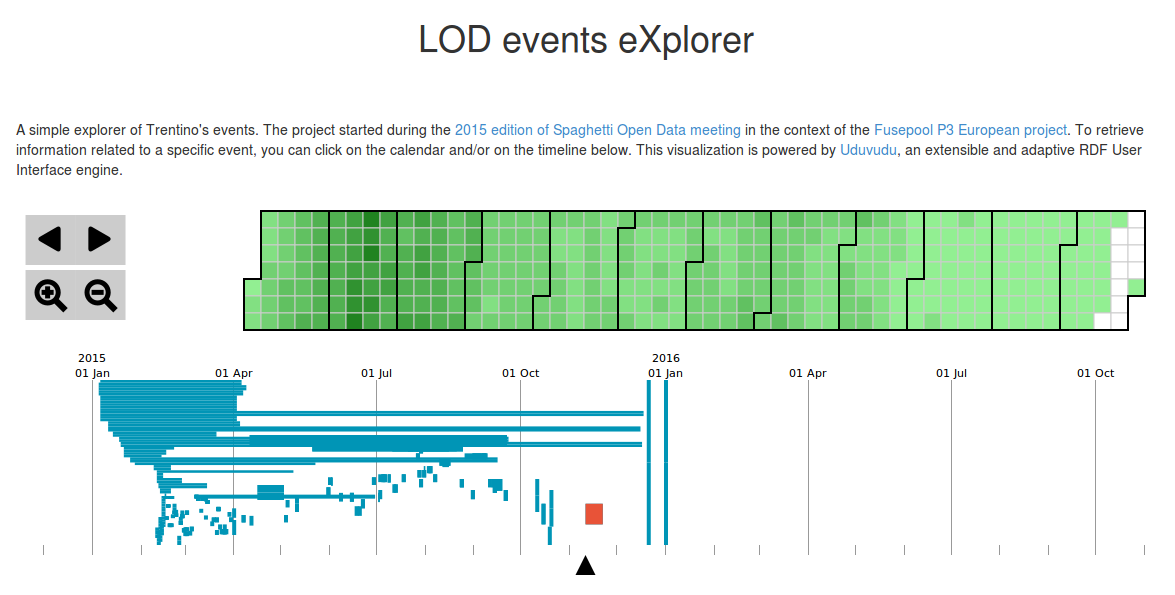 LOD events eXplorer
A simple explorer of Trentino's events. The project started during the 2015 edition of Spaghetti Open Data meeting in the context of the Fusepool P3 European project. To retrieve
information related to a specific event, you can click on the calendar and/or on the timeline below. This visualization is powered by Uduvudu, an extensible and adaptive RDF User
Interface engine.
2015 2016
01 Jan 01 Apr 01 Jul 01 Oct 01 Jan 01 Apr 01 Jul 01 Oct